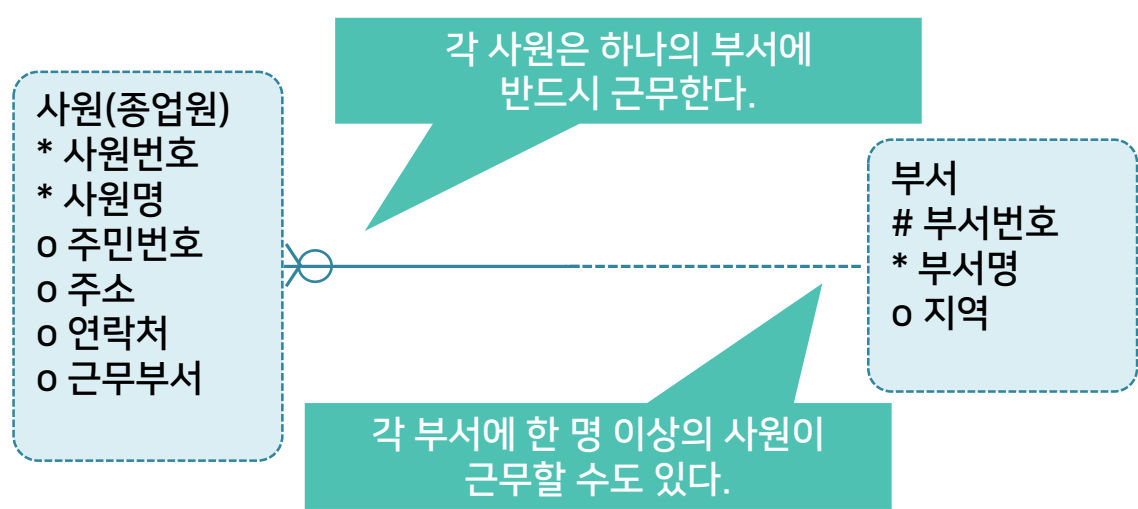 각 사원은 하나의 부서에
반드시 근무한다.
사원(종업원)
* 사원번호
* 사원명
o 주민번호
o 주소
o 연락처
o 근무부서
부서
# 부서번호
* 부서명
o 지역
각 부서에 한 명 이상의 사원이
근무할 수도 있다.